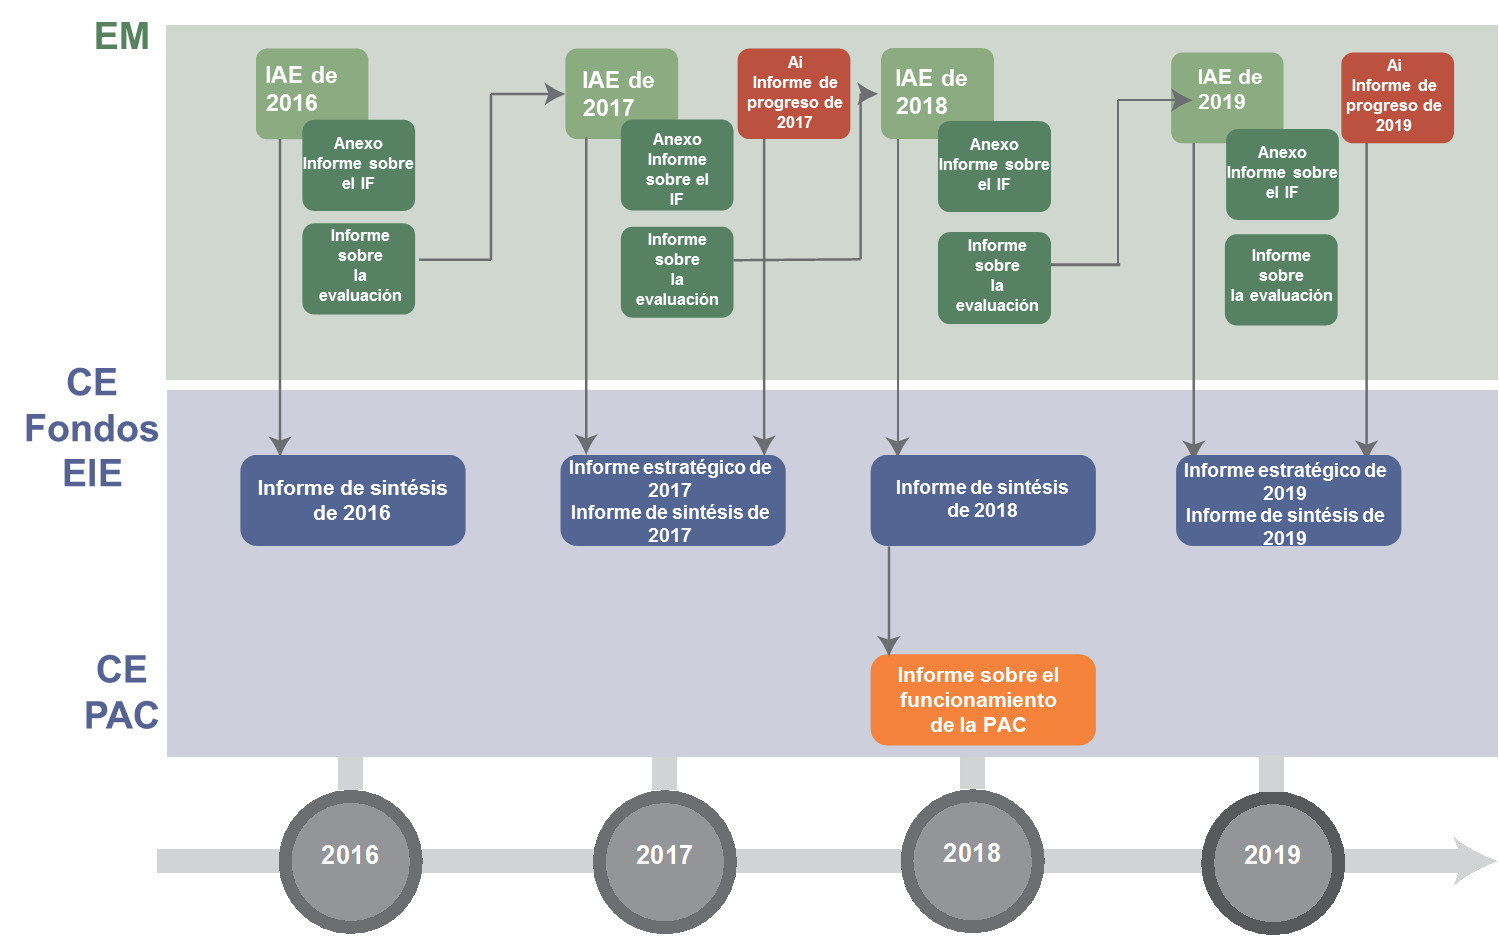 EM
IAE de
2016
Anexo
Informe sobre
el IF
Informe
sobre
la
evaluación
IAE de
2017
Anexo
Informe
sobre el
IF
Informe
sobre
la
evaluación
Ai
Informe de
progreso de
2017
IAE de
2018
Anexo
Informe sobre
el IF
Informe
sobre
la
evaluación
IAE de
2019
Anexo
Informe sobre
el IF
Informe
sobre
la evaluación
Ai
Informe de
progreso de
2019
CE
Fondos
EIE
Informe de sintésis
de 2016
Informe estratégico de
2017
Informe de sintésis de
2017
Informe de sintésis
de 2018
Informe estratégico de
2019
Informe de sintésis de
2019
CE
PAC
Informe sobre el
funcionamiento
de la PAC
2016
2017
2018
2019